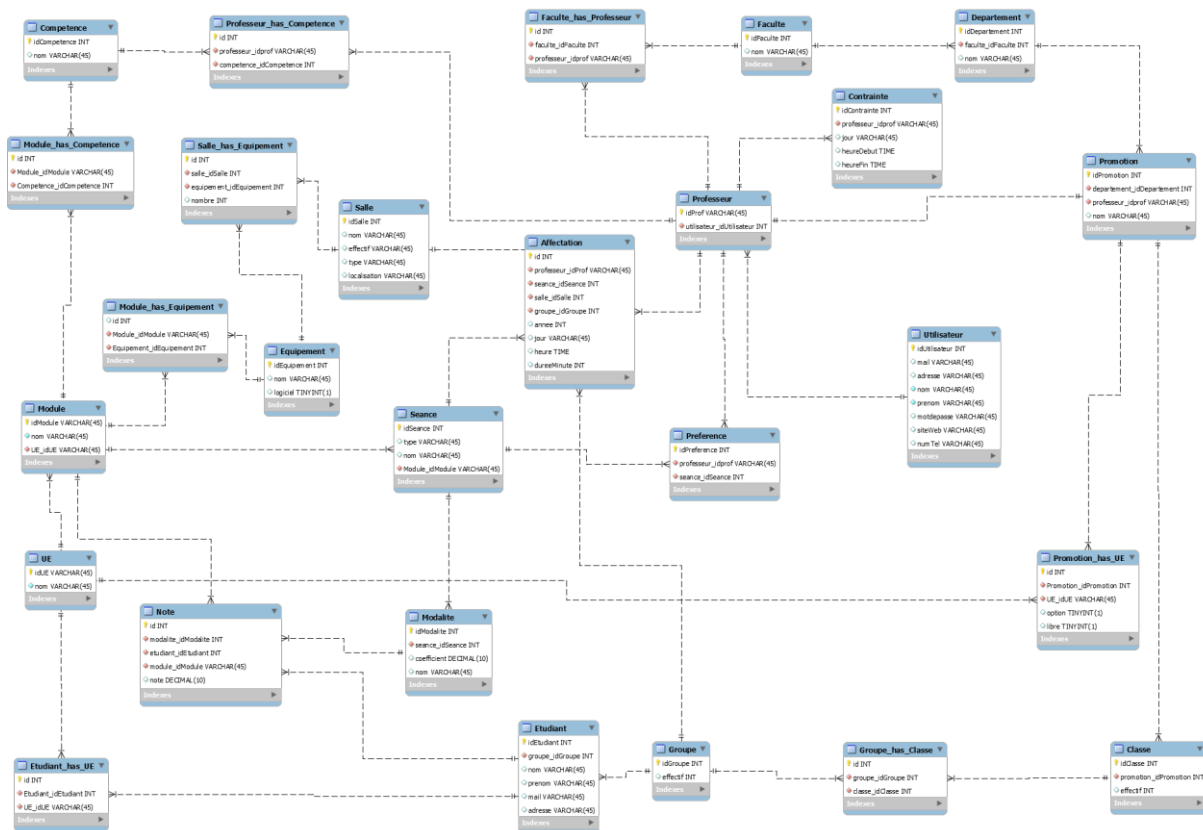 Competence
idCompetence INT
nom VARCHAR(45)
Indexes
Professeur_has_Competence
id INT
professeur_idprof VARCHAR(45)
competence_idCompetence INT
Indexes
Faculte_has_Professeur
id INT
faculte_idFaculte INT
professeur_idprof VARCHAR(45)
Indexes
Faculte
idFaculte INT
nom VARCHAR(45)
Indexes
Departement
idDepartement INT
faculte_idFaculte INT
nom VARCHAR(45)
Indexes
Contrainte
idContrainte INT
professeur_idprof VARCHAR(45)
jour VARCHAR(45)
heureDebut TIME
heureFin TIME
Indexes
Module_has_Competence
id INT
Module_idModule VARCHAR(45)
Competence_idCompetence INT
Indexes
Salle_has_Equipement
id INT
salle_idSalle INT
equipement_idEquipement INT
nombre INT
Indexes
Promotion
idPromotion INT
departement_idDepartement INT
professeur_idprof VARCHAR(45)
nom VARCHAR(45)
Indexes
Salle
idSalle INT
nom VARCHAR(45)
effectif VARCHAR(45)
type VARCHAR(45)
localisation VARCHAR(45)
Indexes
Professeur
idProf VARCHAR(45)
utilisateur_idUtilisateur INT
Indexes
Affectation
id INT
professeur_idProf VARCHAR(45)
seance_idSeance INT
salle_idSalle INT
groupe_idGroupe INT
annee INT
jour VARCHAR(45)
heure TIME
dureeMinute INT
Indexes
Module_has_Equipement
id INT
Module_idModule VARCHAR(45)
Equipement_idEquipement INT
Indexes
Equipement
idEquipement INT
nom VARCHAR(45)
logiciel TINYINT(1)
Indexes
Utilisateur
idUtilisateur INT
mail VARCHAR(45)
adresse VARCHAR(45)
nom VARCHAR(45)
prenom VARCHAR(45)
motdepasse VARCHAR(45)
siteWeb VARCHAR(45)
numTel VARCHAR(45)
Indexes
Module
idModule VARCHAR(45)
nom VARCHAR(45)
UE_idUE VARCHAR(45)
Indexes
Seance
idSeance INT
type VARCHAR(45)
nom VARCHAR(45)
Module_idModule VARCHAR(45)
Indexes
Preference
idPreference INT
professeur_idprof VARCHAR(45)
seance_idSeance INT
Indexes
UE
idUE VARCHAR(45)
nom VARCHAR(45)
Indexes
Promotion_has_UE
id INT
Promotion_idPromotion INT
UE_idUE VARCHAR(45)
option TINYINT(1)
libre TINYINT(1)
Indexes
Note
id INT
modalite_idModalite INT
etudiant_idEtudiant INT
module_idModule VARCHAR(45)
note DECIMAL(10)
Indexes
Modalite
idModalite INT
seance_idSeance INT
coefficient DECIMAL(10)
nom VARCHAR(45)
Indexes
Etudiant
idEtudiant INT
groupe_idGroupe INT
nom VARCHAR(45)
prenom VARCHAR(45)
mail VARCHAR(45)
adresse VARCHAR(45)
Indexes
Groupe
idGroupe INT
effectif INT
Indexes
Groupe_has_Classe
id INT
groupe_idGroupe INT
classe_idClasse INT
Indexes
Classe
idClasse INT
promotion_idPromotion INT
effectif INT
Indexes
Etudiant_has_UE
id INT
Etudiant_idEtudiant INT
UE_idUE VARCHAR(45)
Indexes